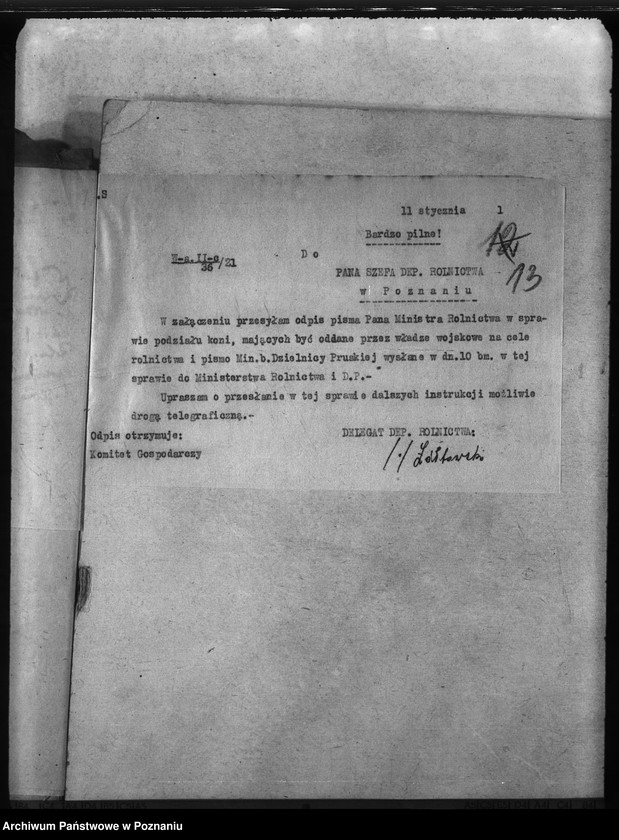 .S
11 stycznia 1
Bardzo pilne!
12
13
36/21
Do
PANA SZEFA DEP. ROLNICTWA
w Poznaniu
W załączeniu przesyłam odpis pisma Pana Ministra Rolnictwa w spra-
wie podziału koni, mających być oddane przez władze wojskowe na cele
rolnictwa i pismo Min.b.Dzielnicy Pruskiej wysłane w dn.10 bm. w tej
sprawie do Ministerstwa Rolnictwa i D.P.-
Upraszam o przesłanie w tej sprawie dalszych instrukcji możliwie
drogą telegraficzną.-
Odpis otrzymuje:
Komitet Gospodarczy
DELEGAT DEP. ROLNICTWA:
/./
Archiwum Państwowe w Poznaniu